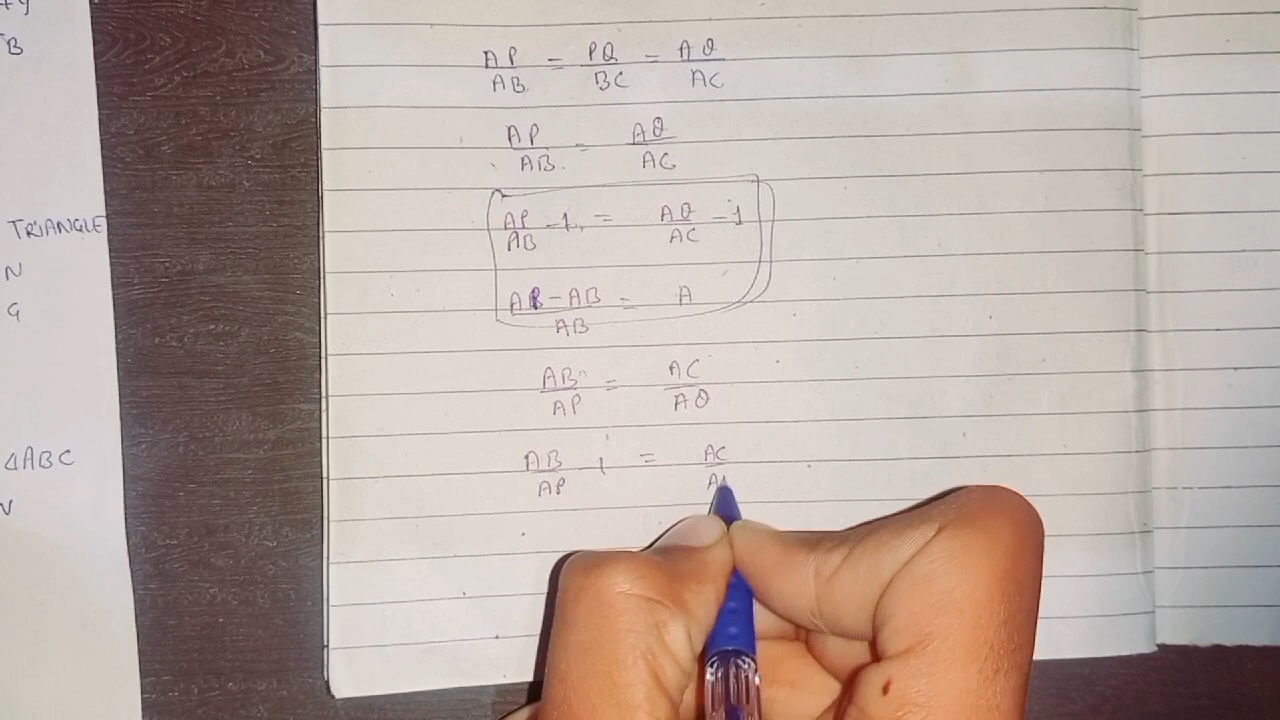 B
TRIANGLE
N
G
△ABC
AP/AB = PQ/BC = AQ/AC
AP/AB = AQ/AC
AP/AB - 1 = AQ/AC - 1
AP - AB/AB = A
AB/AP = AC/AQ
AB/AP - 1 = AC/A